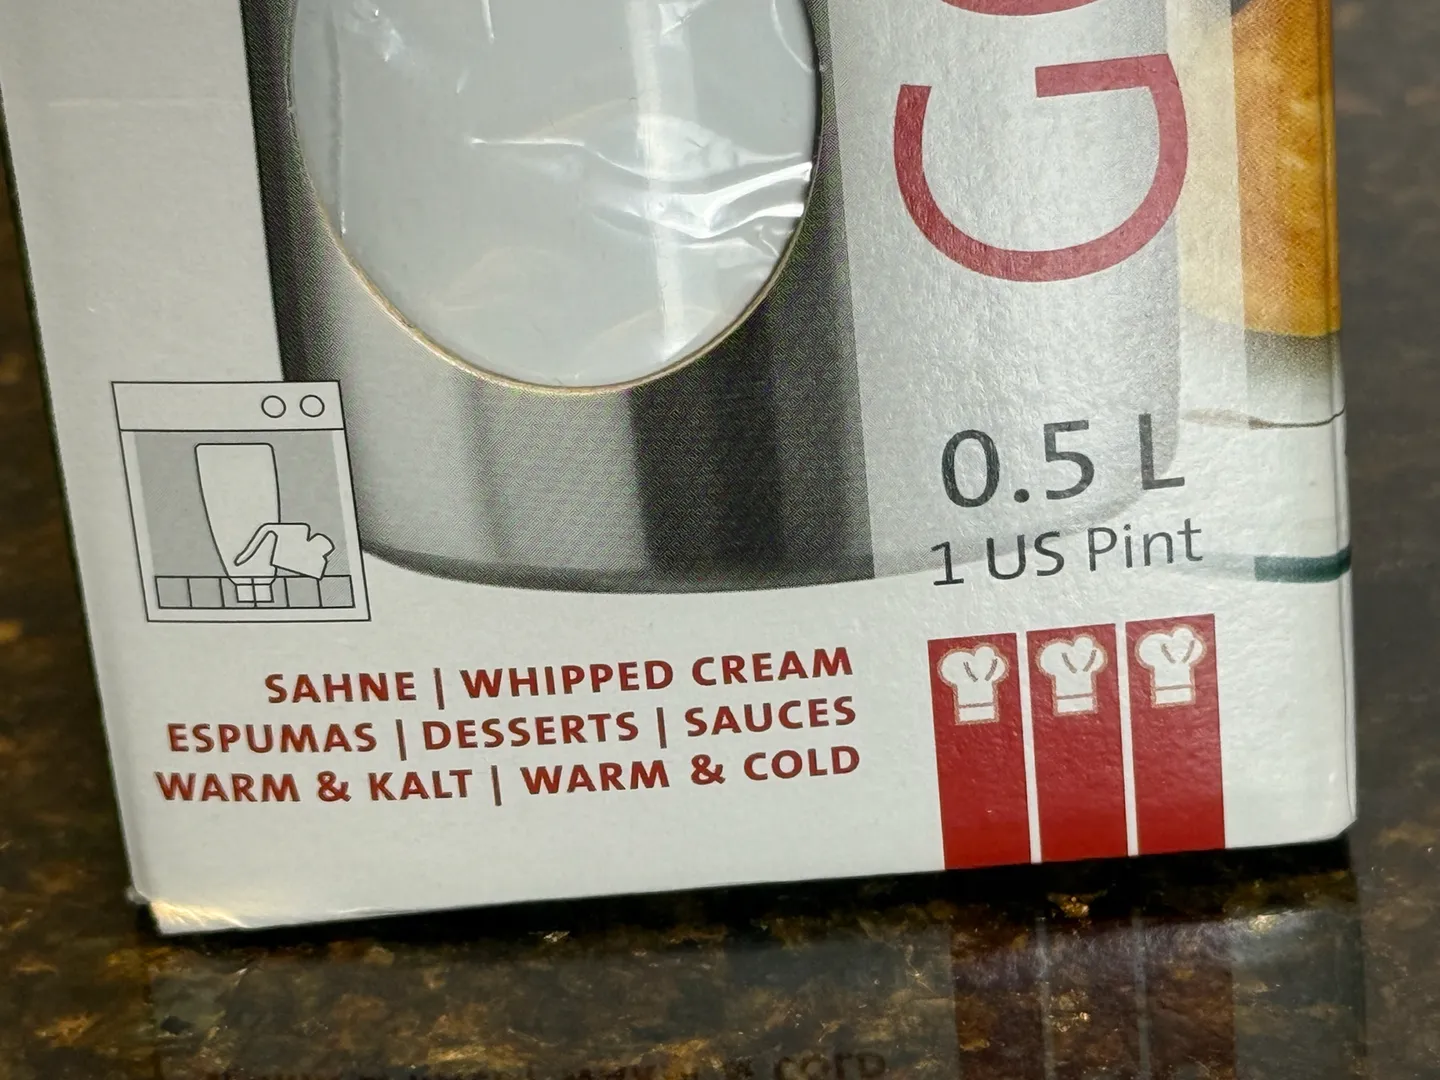 G
0.5 L
1 US Pint
SAHNE | WHIPPED CREAM
ESPUMAS | DESSERTS | SAUCES
WARM & KALT | WARM & COLD